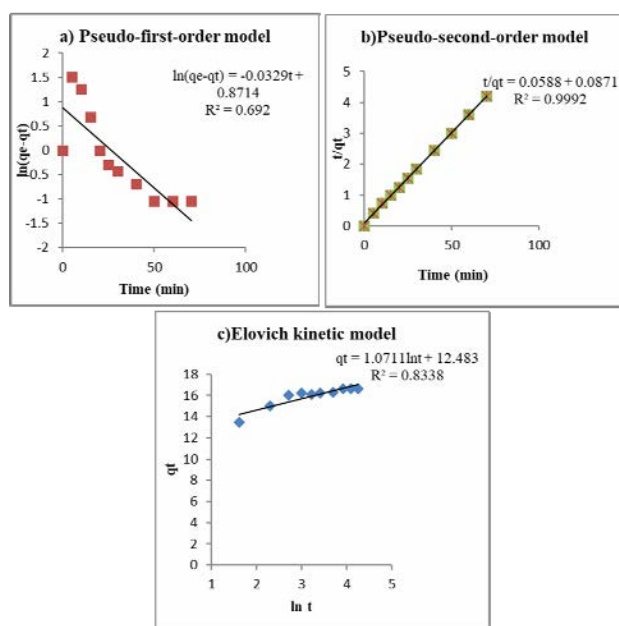 a) Pseudo-first-order model
ln(qe-qt) = -0.0329t +
0.8714
R² = 0.692
2
1.5
1
0.5
0
-0.5
-1
-1.5
-2
ln(qe-qt)
0
50
100
Time (min)
b)Pseudo-second-order model
t/qt = 0.0588 + 0.0871
R² = 0.9992
5
4
3
2
1
0
t/qt
0
50
100
Time (min)
c)Elovich kinetic model
qt = 1.0711lnt + 12.483
R² = 0.8338
18
16
14
12
10
8
6
4
2
0
qt
1
2
3
4
5
ln t